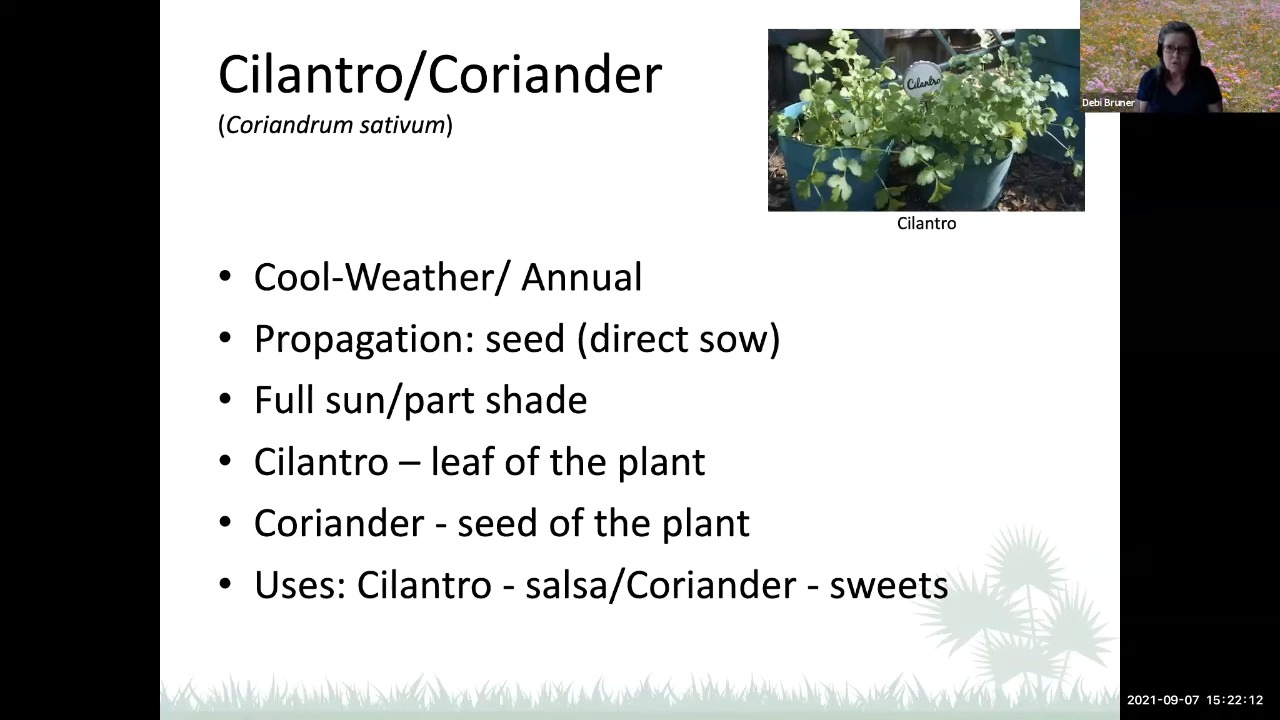 Cilantro/Coriander
(Coriandrum sativum)
Cilantro
Debi Bruner
Cilantro
• Cool-Weather/ Annual
• Propagation: seed (direct sow)
• Full sun/part shade
• Cilantro – leaf of the plant
• Coriander - seed of the plant
• Uses: Cilantro - salsa/Coriander - sweets
2021-09-07 15:22:12